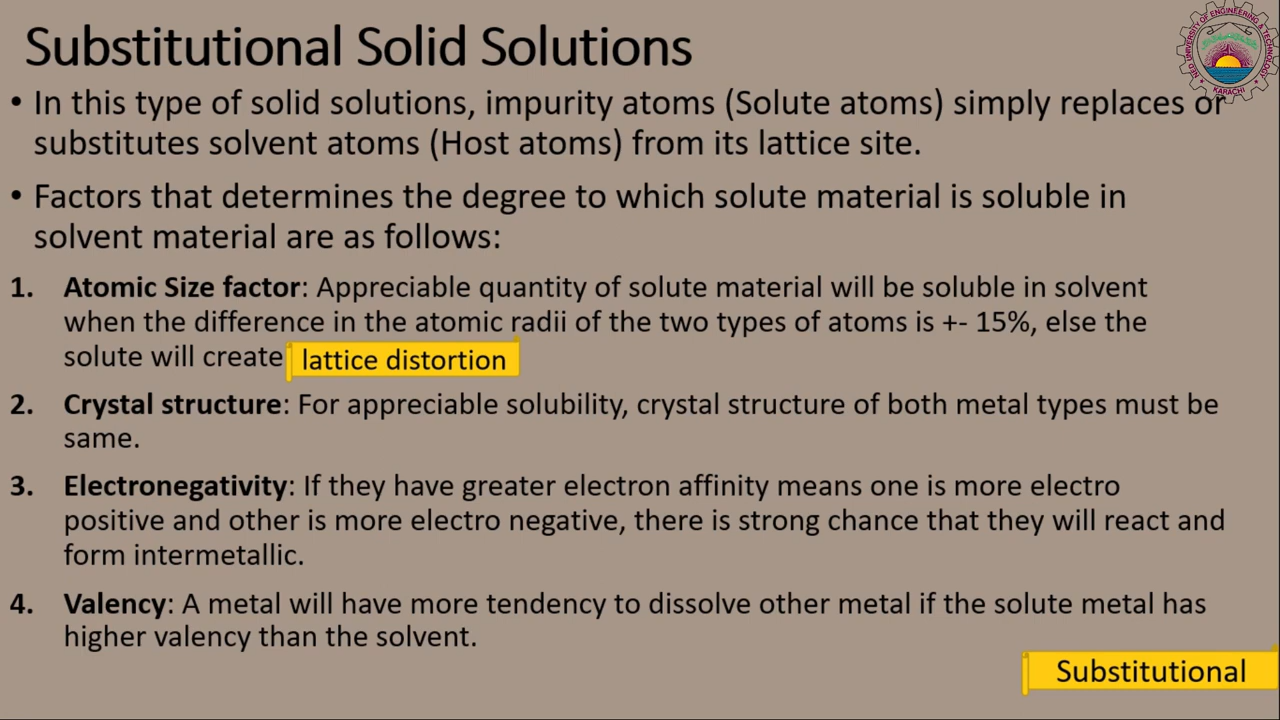 Substitutional Solid Solutions
• In this type of solid solutions, impurity atoms (Solute atoms) simply replaces or
substitutes solvent atoms (Host atoms) from its lattice site.
• Factors that determines the degree to which solute material is soluble in
solvent material are as follows:
1. Atomic Size factor: Appreciable quantity of solute material will be soluble in solvent
when the difference in the atomic radii of the two types of atoms is +- 15%, else the
solute will create lattice distortion
2. Crystal structure: For appreciable solubility, crystal structure of both metal types must be
same.
3. Electronegativity: If they have greater electron affinity means one is more electro
positive and other is more electro negative, there is strong chance that they will react and
form intermetallic.
4. Valency: A metal will have more tendency to dissolve other metal if the solute metal has
higher valency than the solvent.
Substitutional
NED UNIVERSITY OF ENGINEERING & TECHNOLOGY
KARACHI